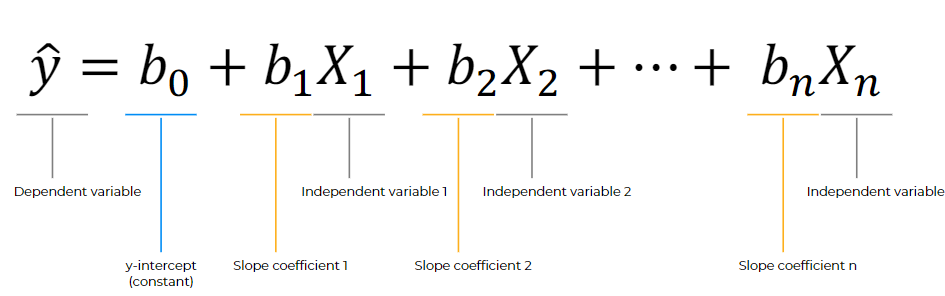 ŷ = b₀ + b₁X₁ + b₂X₂ + ⋯ + bₙXₙ
Dependent variable
Independent variable 1
Independent variable 2
Independent variable
y-intercept
(constant)
Slope coefficient 1
Slope coefficient 2
Slope coefficient n